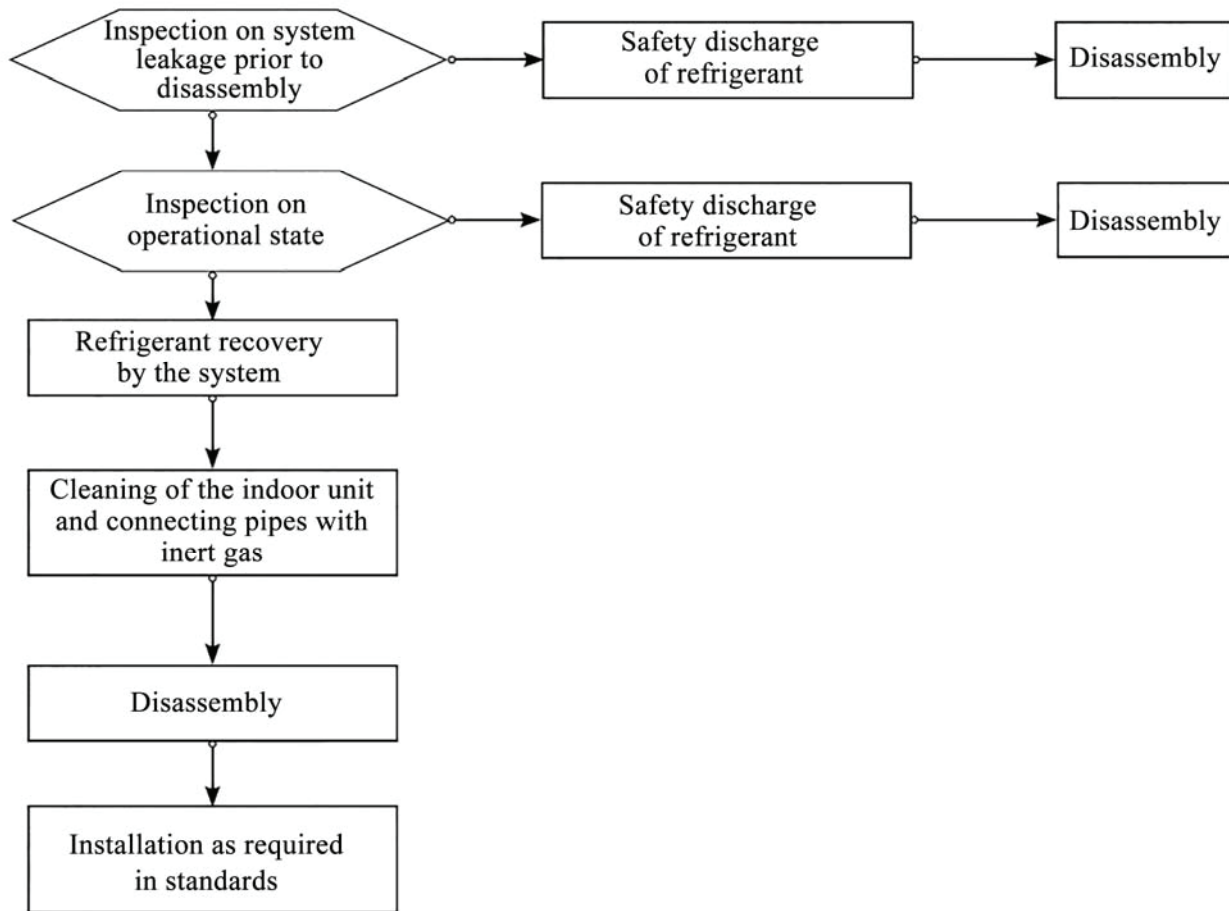 Inspection on system
leakage prior to
disassembly
Safety discharge
of refrigerant
Disassembly
Inspection on
operational state
Safety discharge
of refrigerant
Disassembly
Refrigerant recovery
by the system
Cleaning of the indoor unit
and connecting pipes with
inert gas
Disassembly
Installation as required
in standards